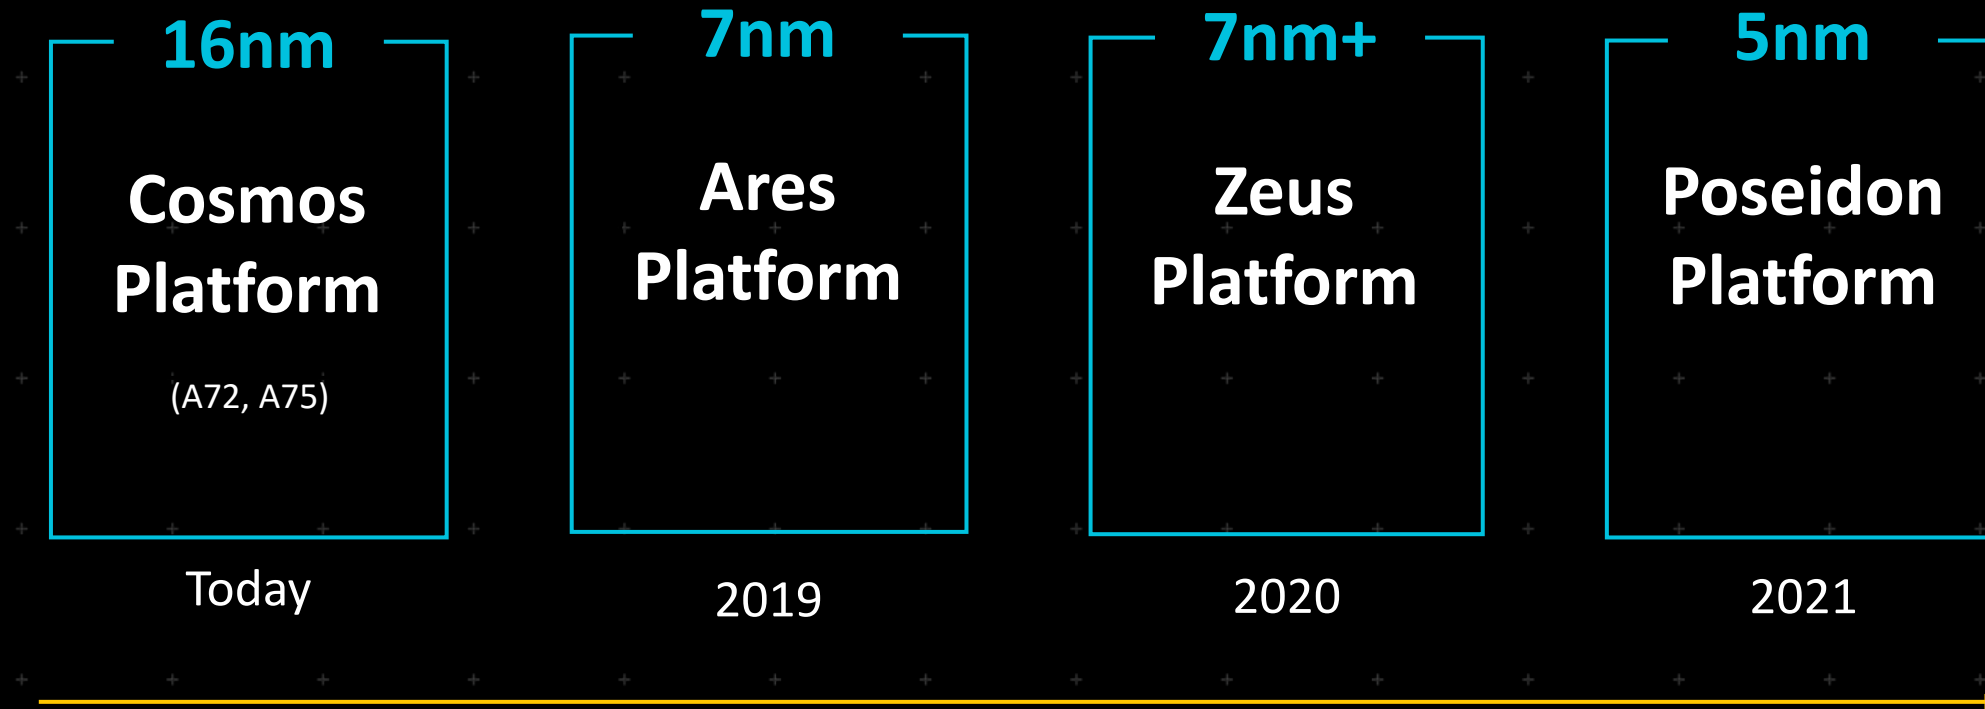 16nm
Cosmos
Platform
(A72, A75)
Today
7nm
Ares
Platform
2019
7nm+
Zeus
Platform
2020
5nm
Poseidon
Platform
2021